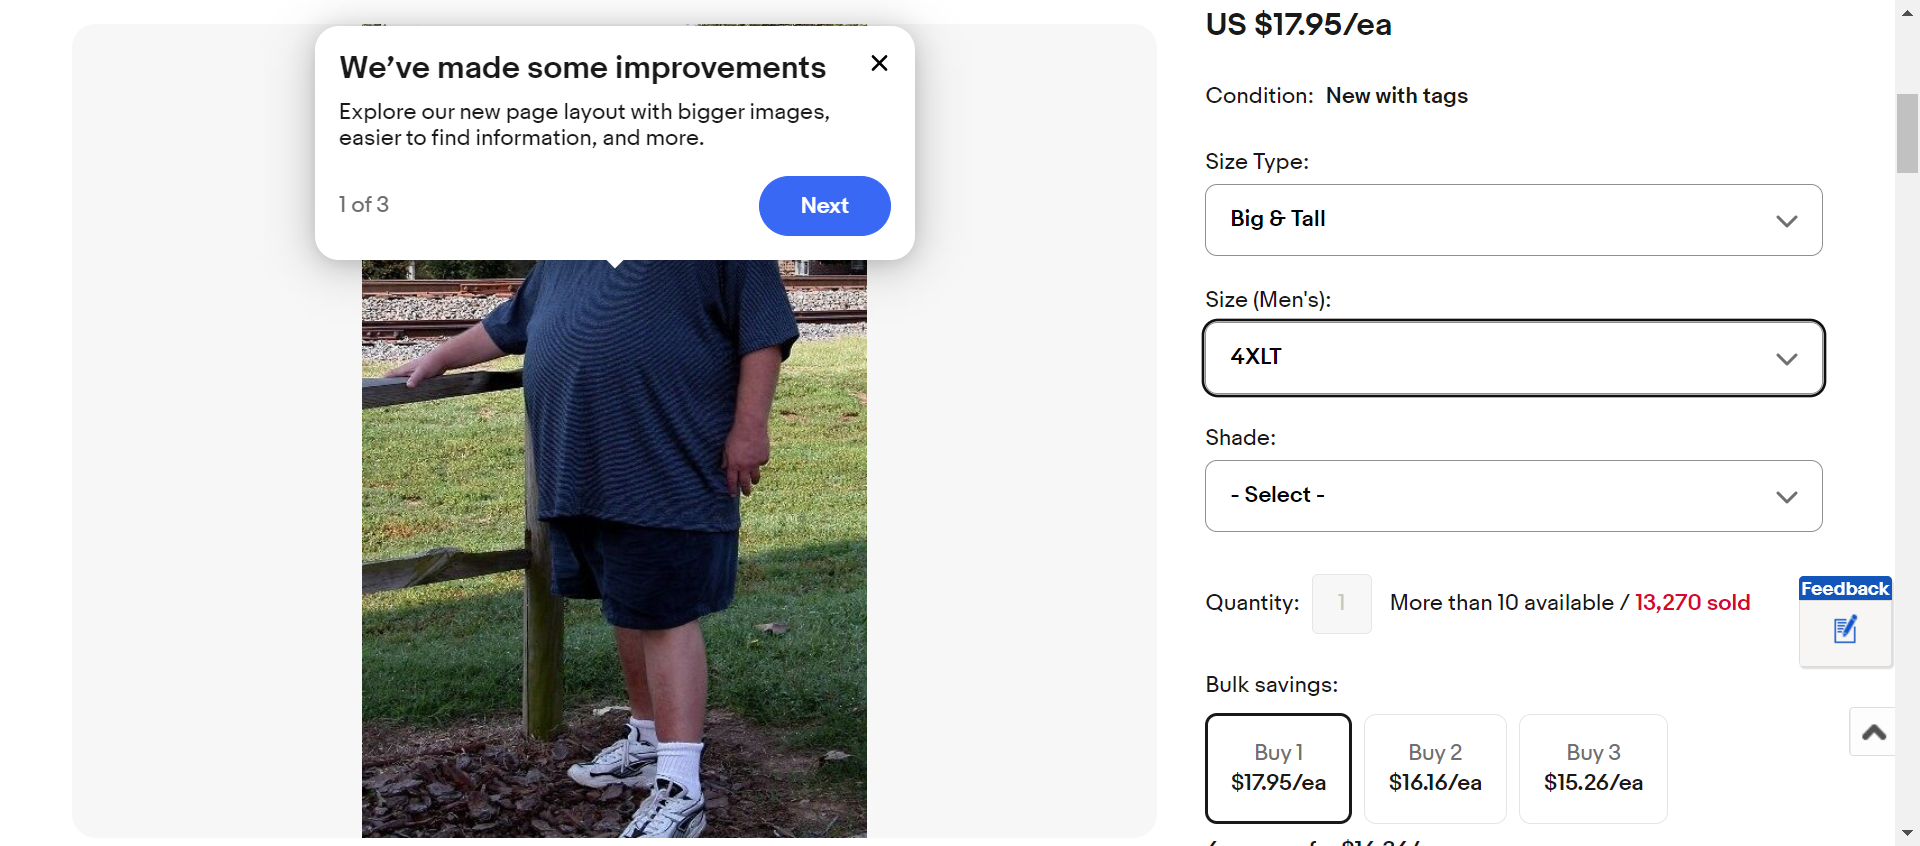 We’ve made some improvements
Explore our new page layout with bigger images,
easier to find information, and more.
1 of 3
Next
US $17.95/ea
Condition: New with tags
Size Type:
Big & Tall
Size (Men's):
4XLT
Shade:
- Select -
Quantity: 1 More than 10 available / 13,270 sold
Feedback
Bulk savings:
Buy 1
$17.95/ea
Buy 2
$16.16/ea
Buy 3
$15.26/ea